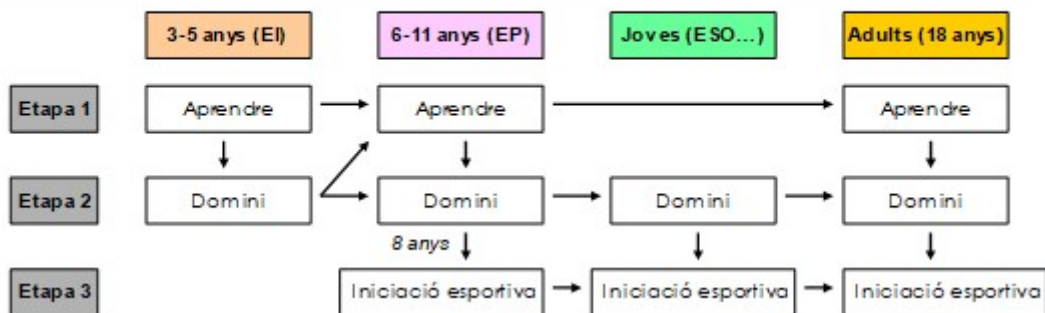 3-5 anys (EI)
6-11 anys (EP)
Joves (ESO...)
Adults (18 anys)
Etapa 1
Aprendre
Aprendre
Aprendre
Etapa 2
Domini
Domini
Domini
Domini
8 anys
Etapa 3
Iniciació esportiva
Iniciació esportiva
Iniciació esportiva